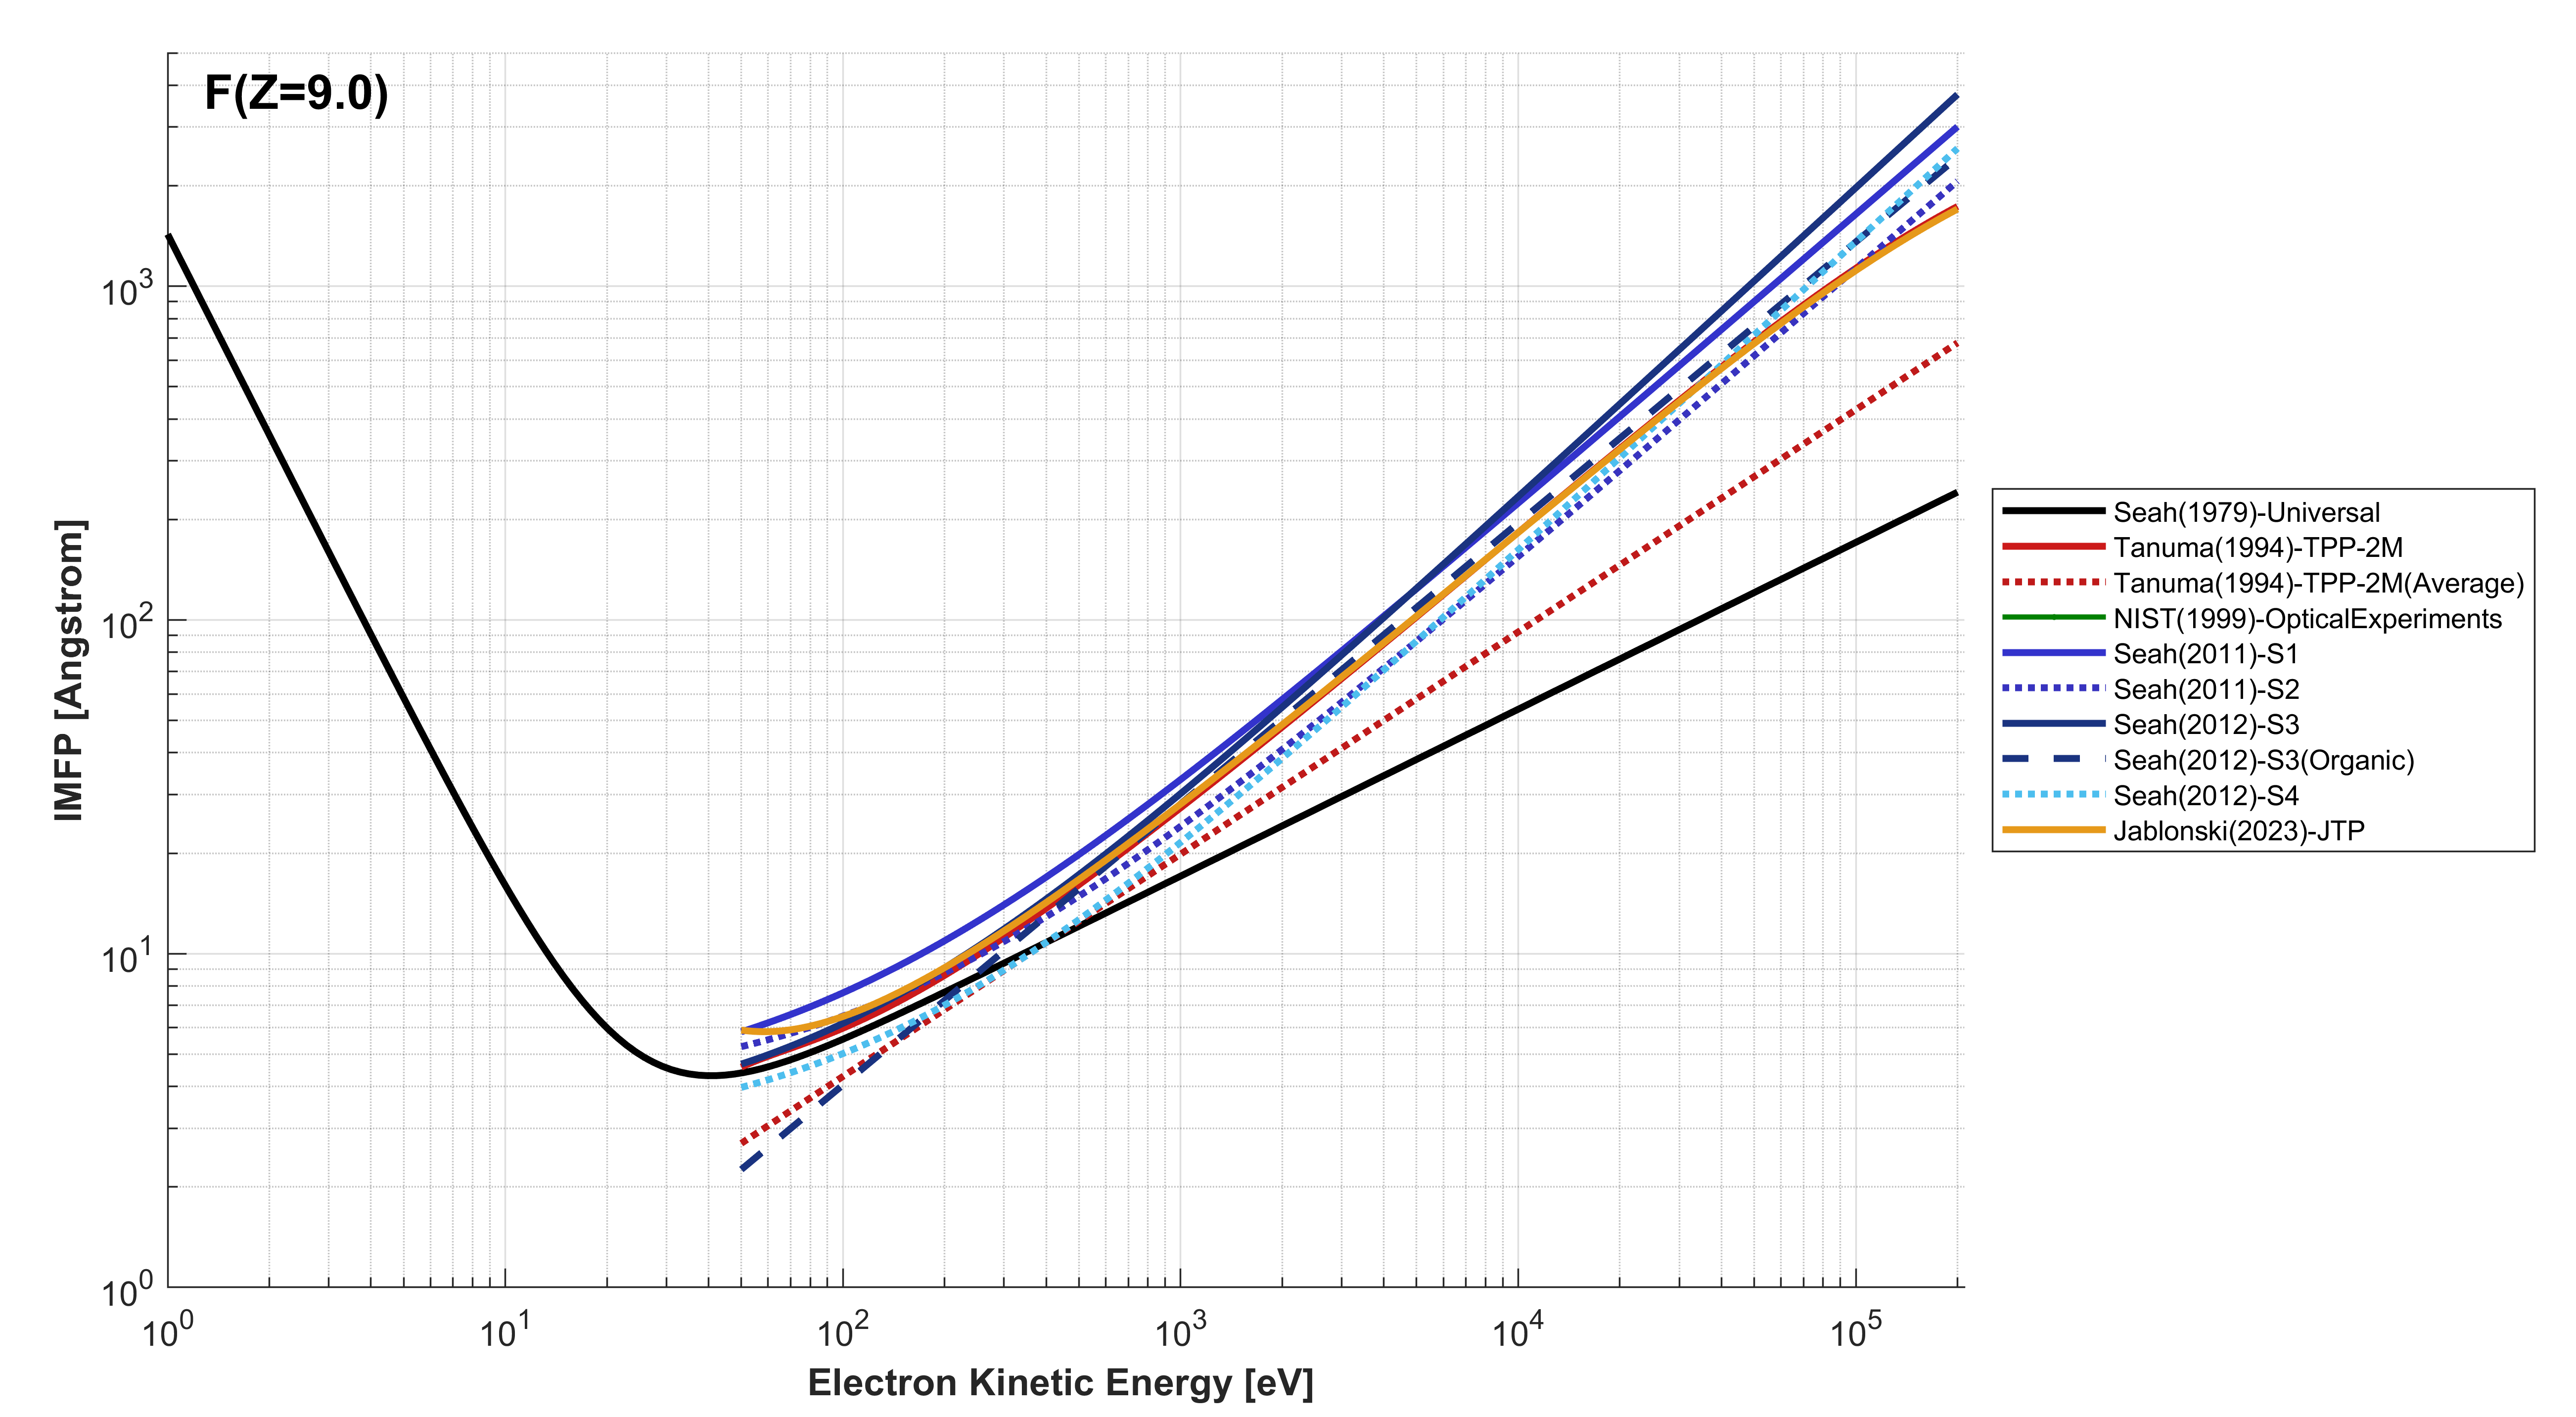 F(Z=9.0)
IMFP [Angstrom]
10^3
10^2
10^1
10^0
10^0 10^1 10^2 10^3 10^4 10^5
Electron Kinetic Energy [eV]
Seah(1979)-Universal
Tanuma(1994)-TPP-2M
Tanuma(1994)-TPP-2M(Average)
NIST(1999)-OpticalExperiments
Seah(2011)-S1
Seah(2011)-S2
Seah(2012)-S3
Seah(2012)-S3(Organic)
Seah(2012)-S4
Jablonski(2023)-JTP